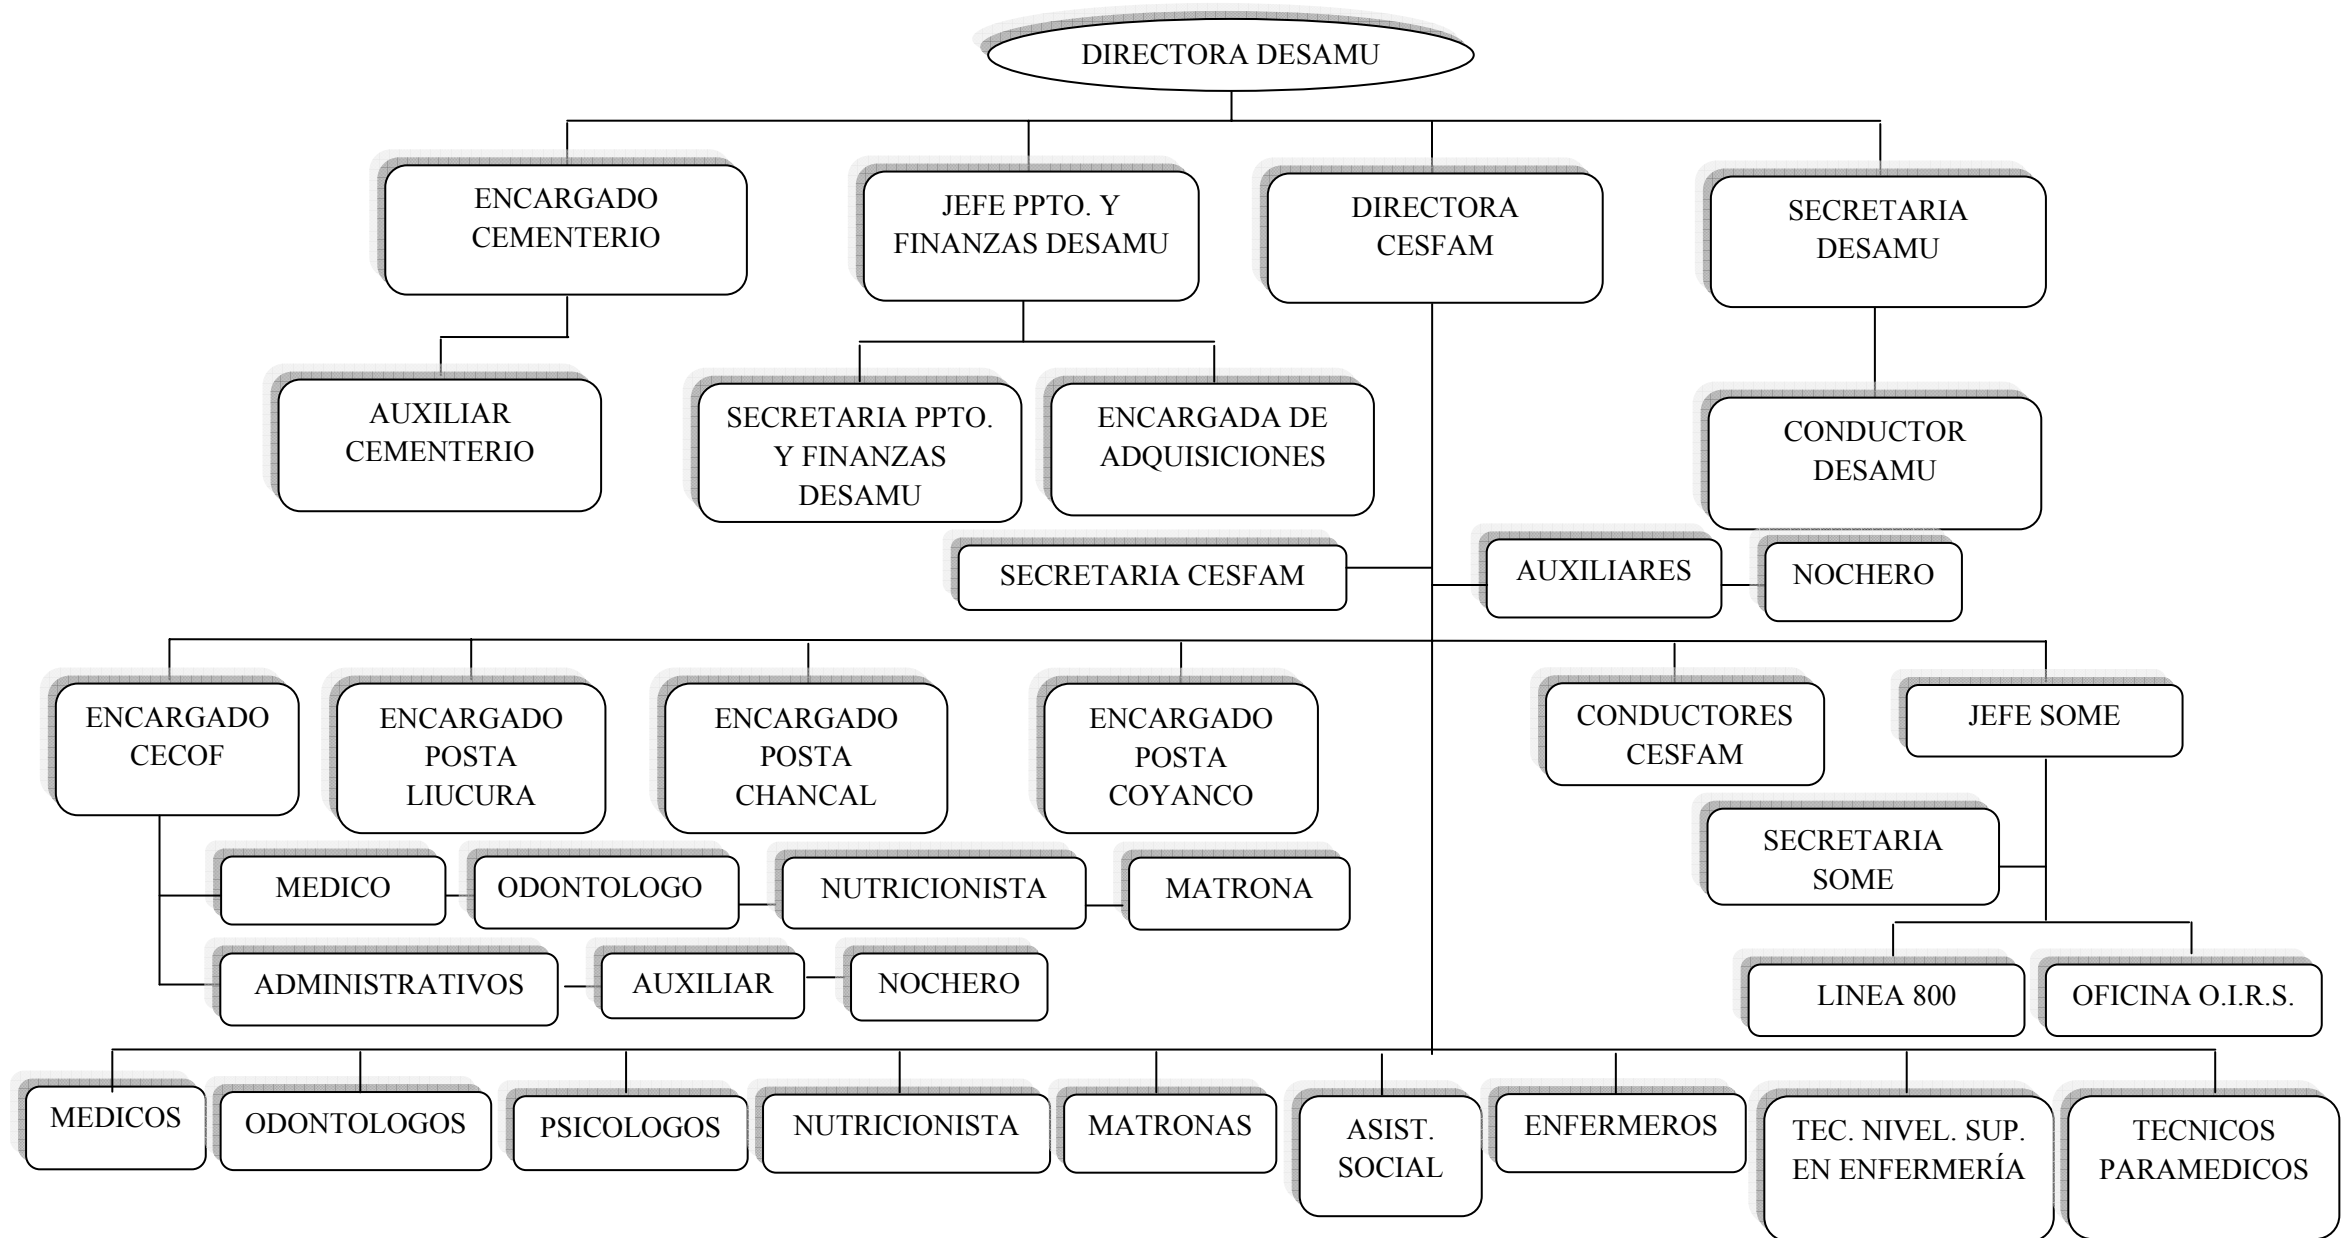 DIRECTORA DESAMU
ENCARGADO
CEMENTERIO
JEFE PPTO. Y
FINANZAS DESAMU
DIRECTORA
CESFAM
SECRETARIA
DESAMU
AUXILIAR
CEMENTERIO
SECRETARIA PPTO.
Y FINANZAS
DESAMU
ENCARGADA DE
ADQUISICIONES
CONDUCTOR
DESAMU
SECRETARIA CESFAM
AUXILIARES
NOCHERO
ENCARGADO
CECOF
ENCARGADO
POSTA
LIUCURA
ENCARGADO
POSTA
CHANCAL
ENCARGADO
POSTA
COYANCO
CONDUCTORES
CESFAM
JEFE SOME
SECRETARIA
SOME
MEDICO
ODONTOLOGO
NUTRICIONISTA
MATRONA
ADMINISTRATIVOS
AUXILIAR
NOCHERO
LINEA 800
OFICINA O.I.R.S.
MEDICOS
ODONTOLOGOS
PSICOLOGOS
NUTRICIONISTA
MATRONAS
ASIST.
SOCIAL
ENFERMEROS
TEC. NIVEL. SUP.
EN ENFERMERÍA
TECNICOS
PARAMEDICOS